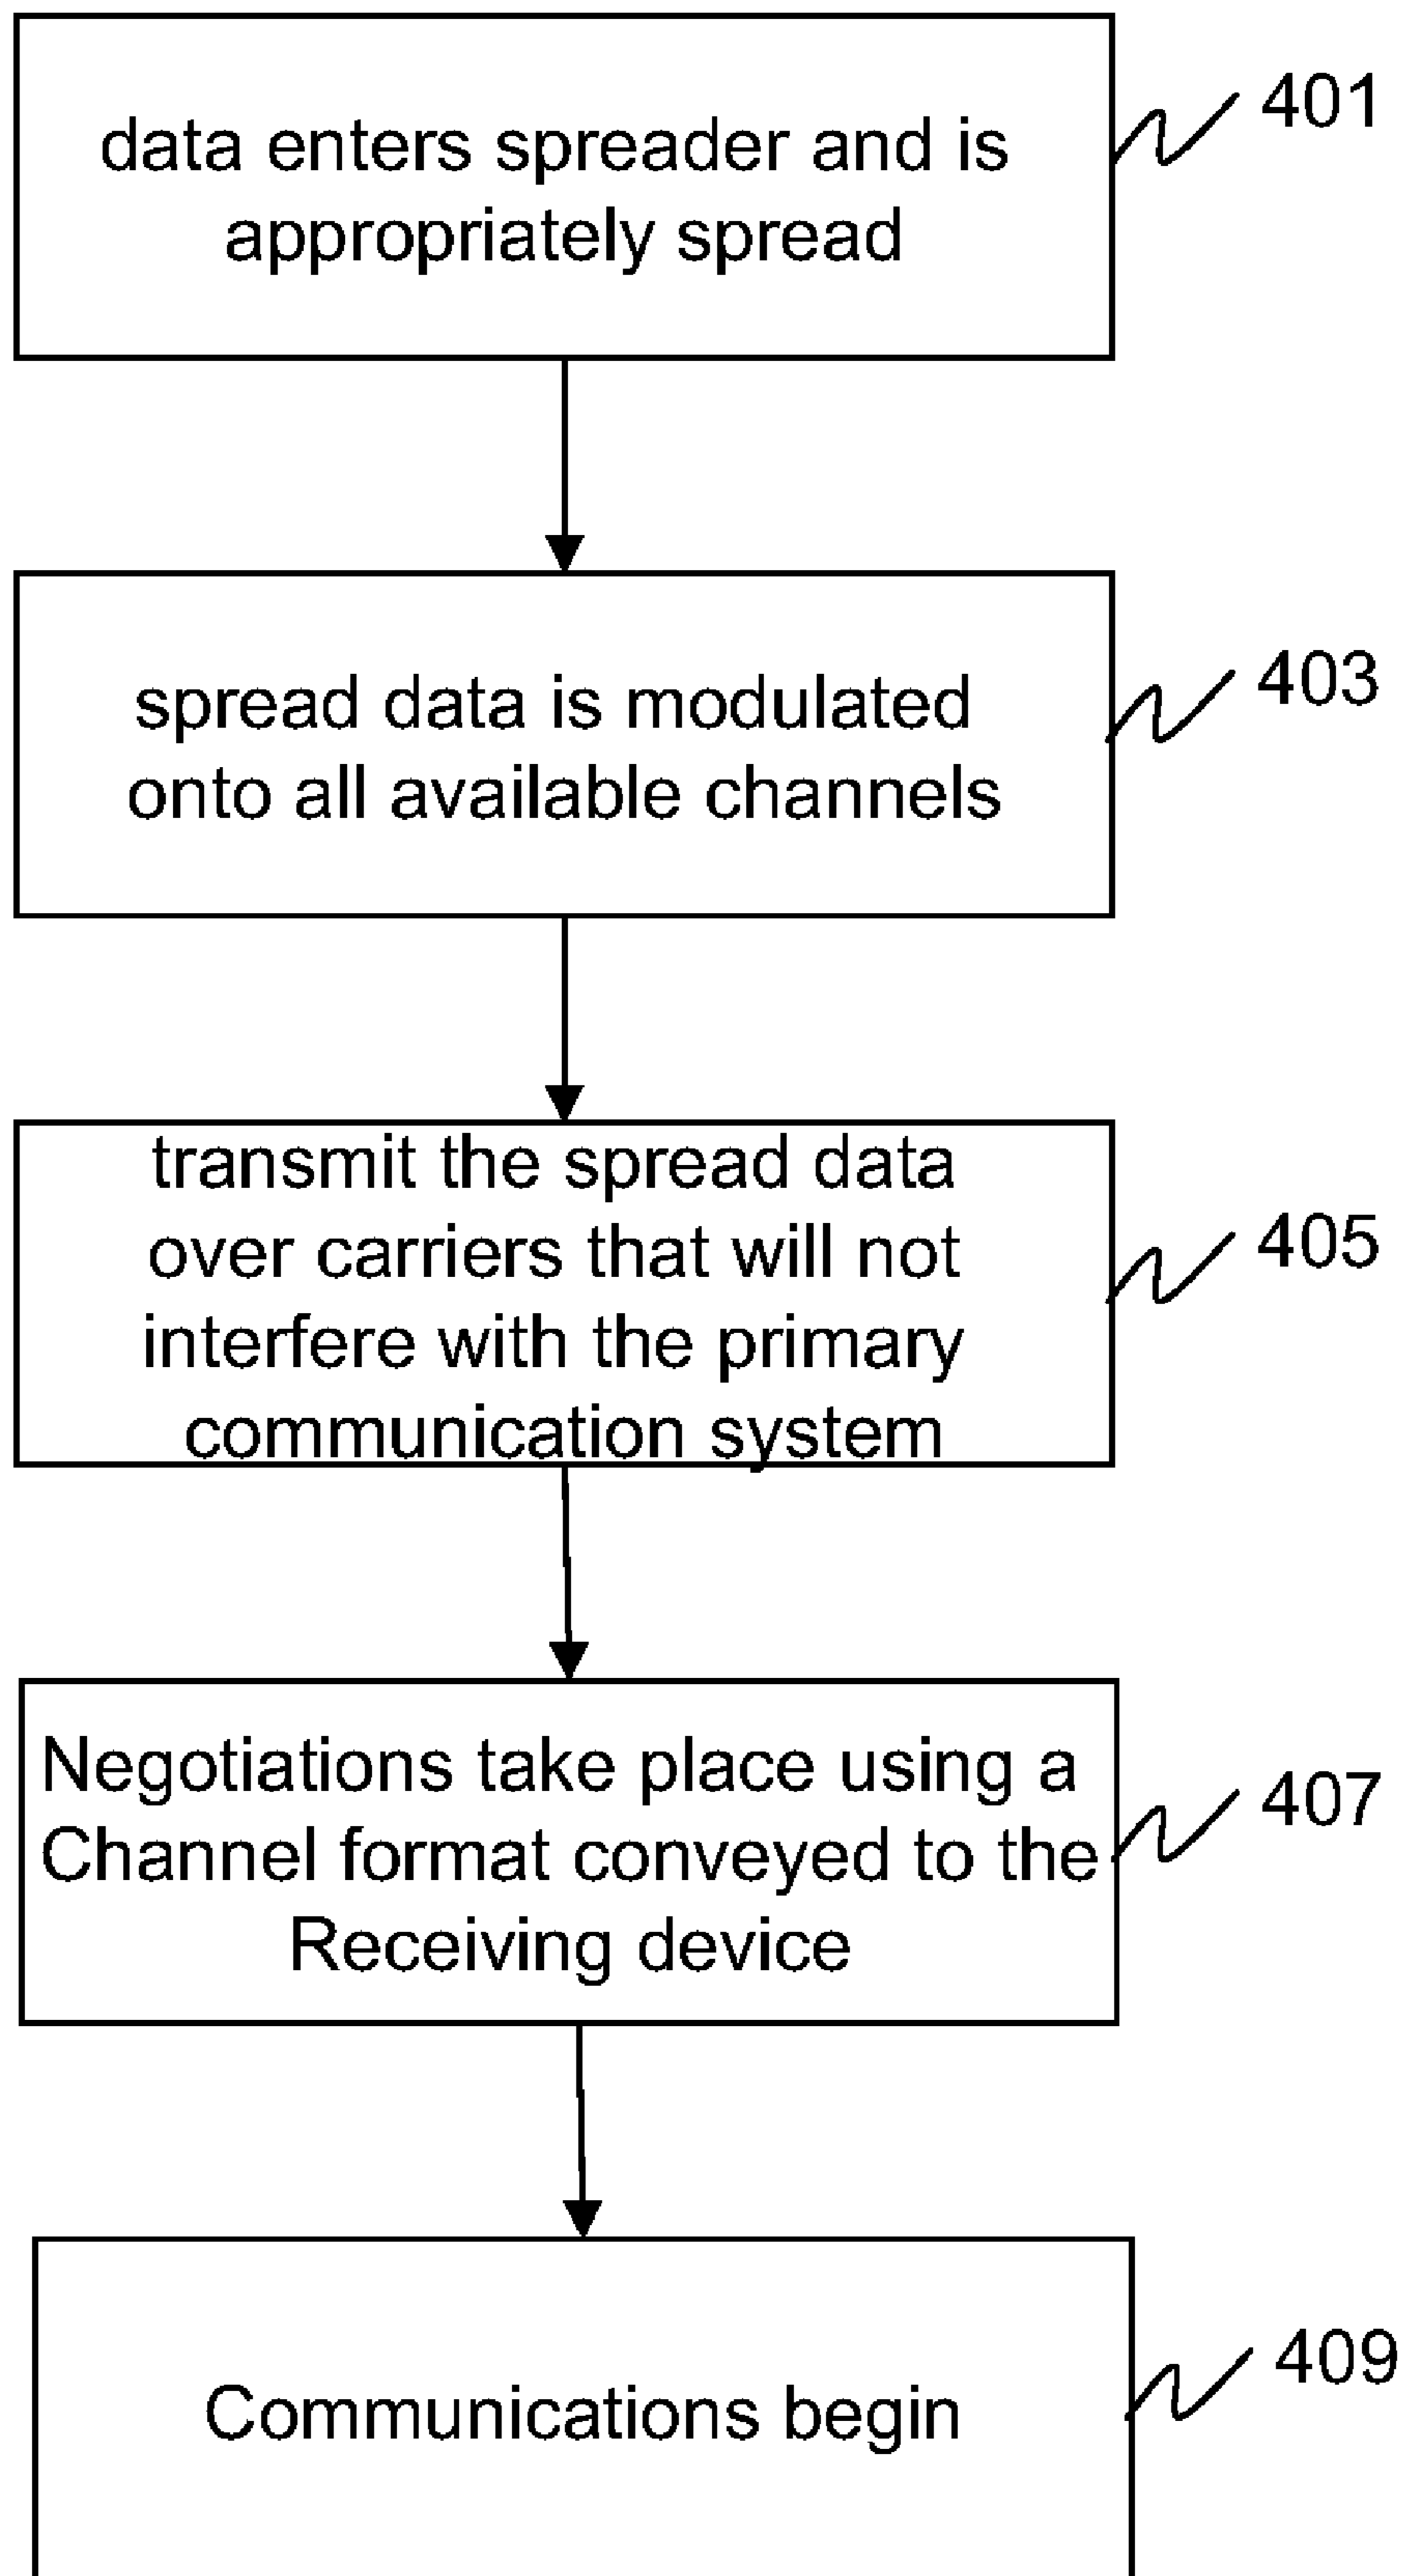 data enters spreader and is
appropriately spread
401
spread data is modulated
onto all available channels
403
transmit the spread data
over carriers that will not
interfere with the primary
communication system
405
Negotiations take place using a
Channel format conveyed to the
Receiving device
407
Communications begin
409